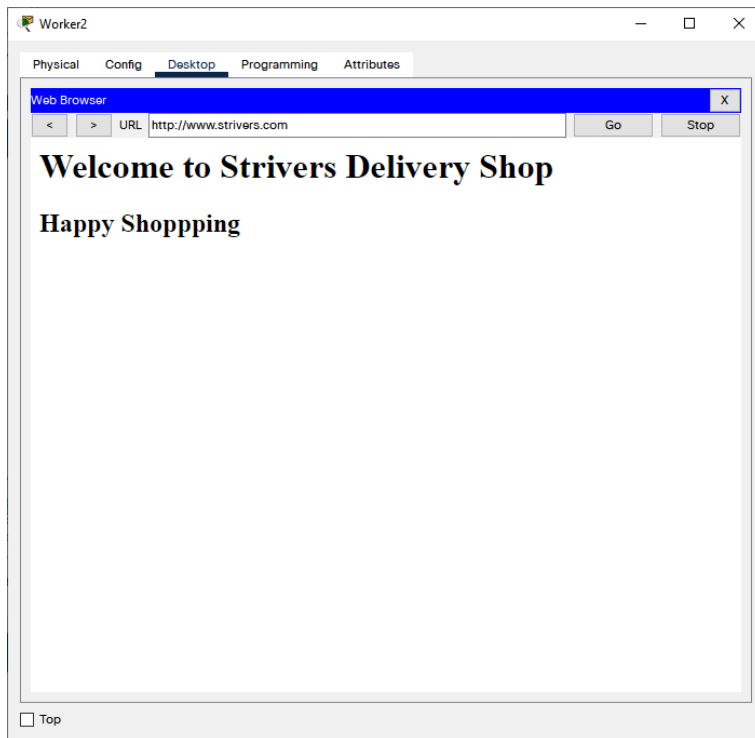 Worker2
Physical Config Desktop Programming Attributes
Web Browser X
< > URL http://www.strivers.com Go Stop
Welcome to Strivers Delivery Shop
Happy Shoppping
Top